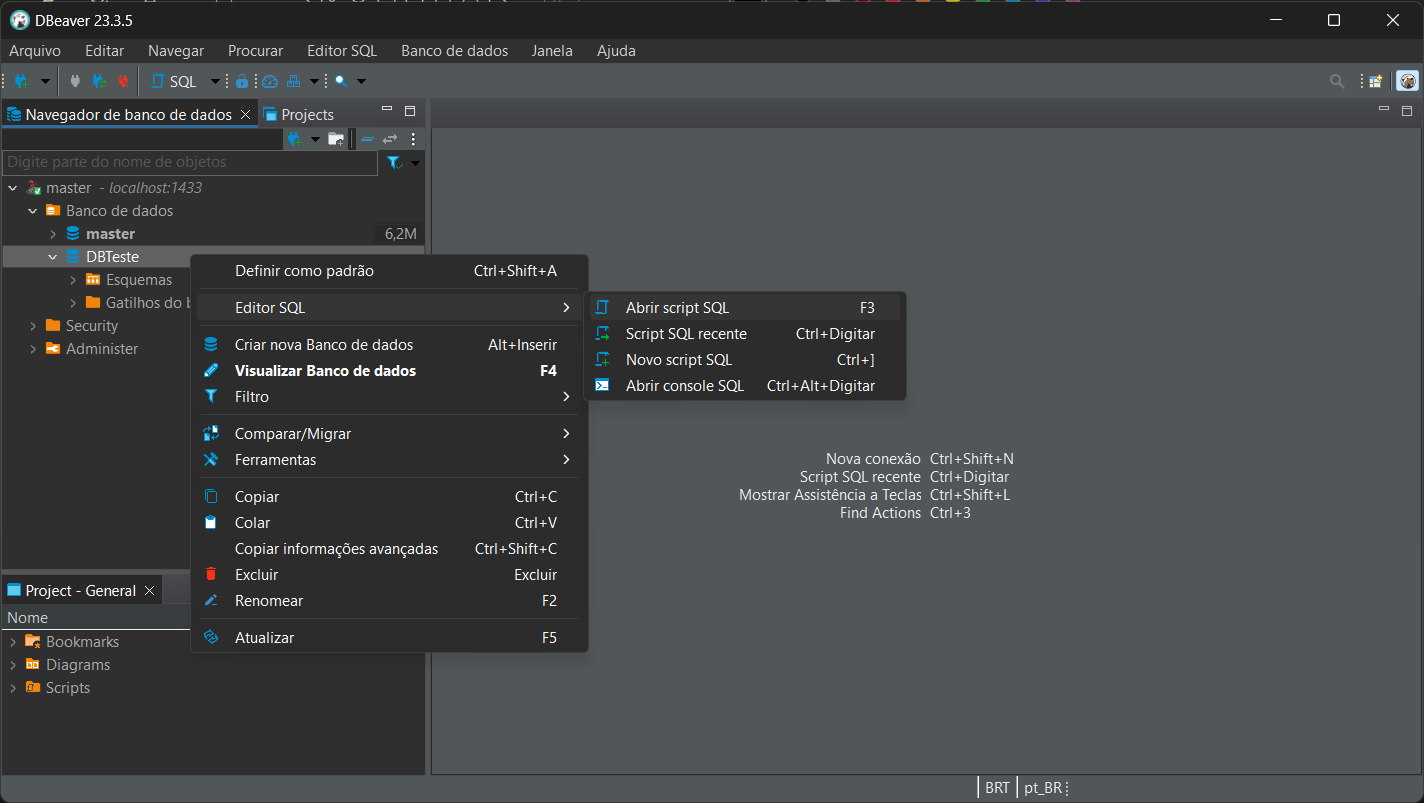 DBeaver 23.3.5
Arquivo Editar Navegar Procurar Editor SQL Banco de dados Janela Ajuda
SQL
Navegador de banco de dados Projects
Digite parte do nome de objetos
master - localhost:1433
Banco de dados
master 6,2M
DBTeste
Esquemas
Gatilhos do b
Security
Administer
Definir como padrão Ctrl+Shift+A
Editor SQL
Criar nova Banco de dados Alt+Inserir
Visualizar Banco de dados F4
Filtro
Comparar/Migrar
Ferramentas
Copiar Ctrl+C
Colar Ctrl+V
Copiar informações avançadas Ctrl+Shift+C
Excluir Excluir
Renomear F2
Atualizar F5
Abrir script SQL F3
Script SQL recente Ctrl+Digitar
Novo script SQL Ctrl+]
Abrir console SQL Ctrl+Alt+Digitar
Nova conexão Ctrl+Shift+N
Script SQL recente Ctrl+Digitar
Mostrar Assistência a Teclas Ctrl+Shift+L
Find Actions Ctrl+3
Project - General
Nome
Bookmarks
Diagrams
Scripts
BRT pt_BR